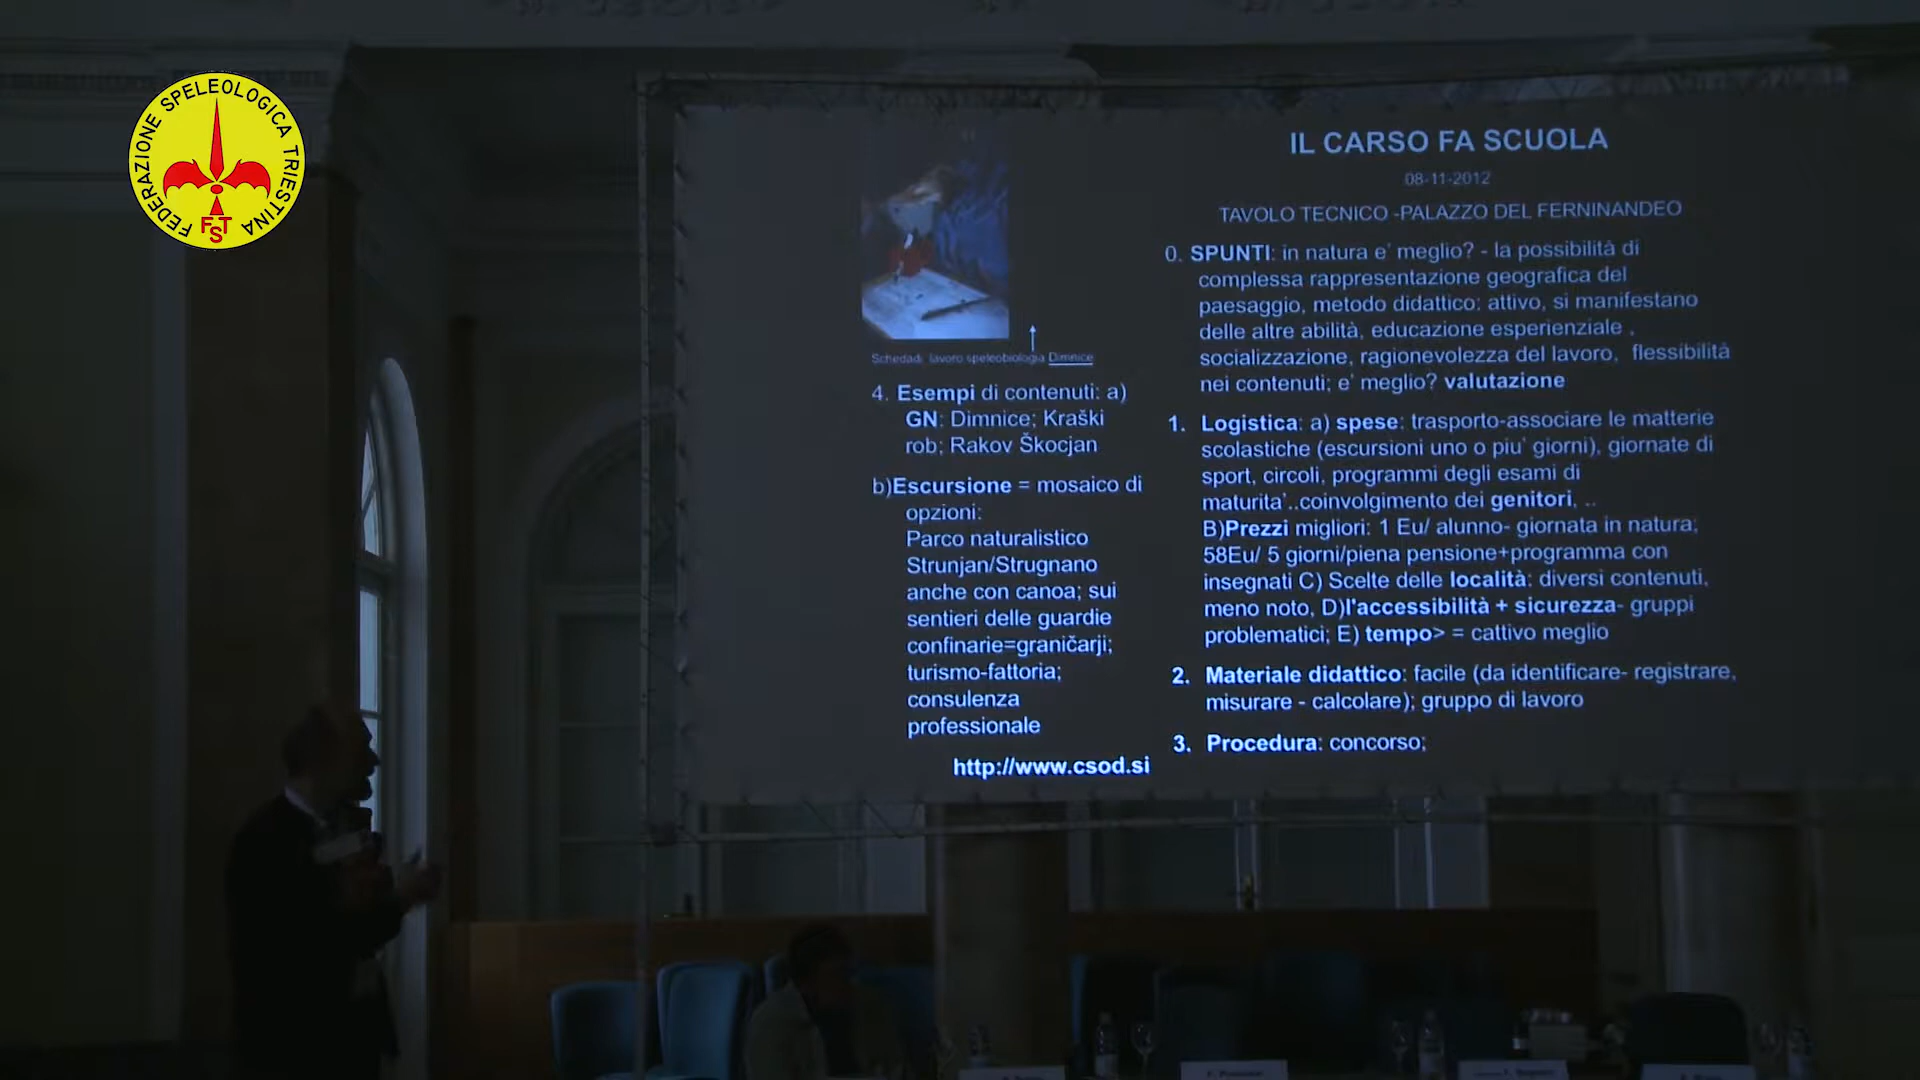 FEDERAZIONE SPELEOLOGICA TRIESTINA
FST
IL CARSO FA SCUOLA
08-11-2012
TAVOLO TECNICO -PALAZZO DEL FERNINANDEO
0. SPUNTI: in natura e' meglio? - la possibilità di
complessa rappresentazione geografica del
paesaggio, metodo didattico: attivo, si manifestano
delle altre abilità, educazione esperienziale ,
socializzazione, ragionevolezza del lavoro, flessibilità
nei contenuti; e' meglio? valutazione
1. Logistica: a) spese: trasporto-associare le matterie
scolastiche (escursioni uno o piu' giorni), giornate di
sport, circoli, programmi degli esami di
maturita'..coinvolgimento dei genitori, ..
B)Prezzi migliori: 1 Eu/ alunno- giornata in natura;
58Eu/ 5 giorni/piena pensione+programma con
insegnati C) Scelte delle località: diversi contenuti,
meno noto, D)l'accessibilità + sicurezza- gruppi
problematici; E) tempo> = cattivo meglio
2. Materiale didattico: facile (da identificare- registrare,
misurare - calcolare); gruppo di lavoro
3. Procedura: concorso;
Schedadi lavoro speleobiologia Dimnice
4. Esempi di contenuti: a)
GN: Dimnice; Kraški
rob; Rakov Škocjan
b)Escursione = mosaico di
opzioni:
Parco naturalistico
Strunjan/Strugnano
anche con canoa; sui
sentieri delle guardie
confinarie=graničarji;
turismo-fattoria;
consulenza
professionale
http://www.csod.si